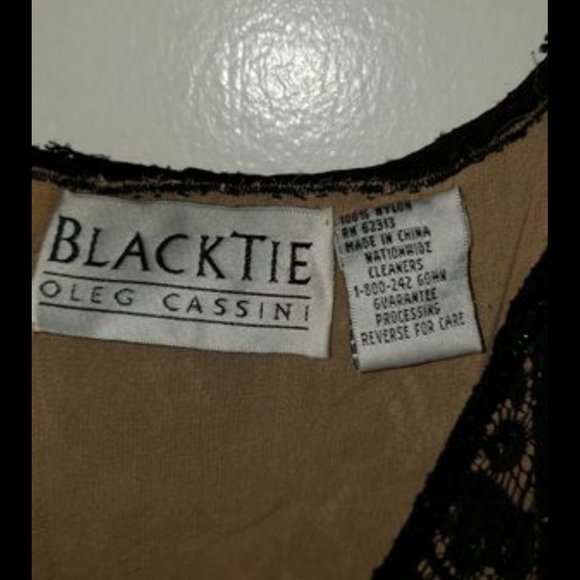 BLACKTIE
OLEG CASSINI
100% NYLON
RN 62313
MADE IN CHINA
NATIONWIDE
CLEANERS
1-800-242 GOWN
GUARANTEE
PROCESSING
REVERSE FOR CARE